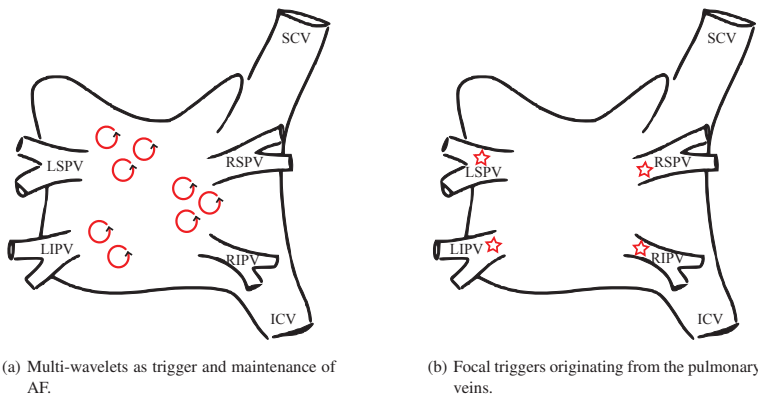 SCV
LSPV
RSPV
LIPV
RIPV
ICV
(a) Multi-wavelets as trigger and maintenance of
AF.
SCV
LSPV
RSPV
LIPV
RIPV
ICV
(b) Focal triggers originating from the pulmonary
veins.